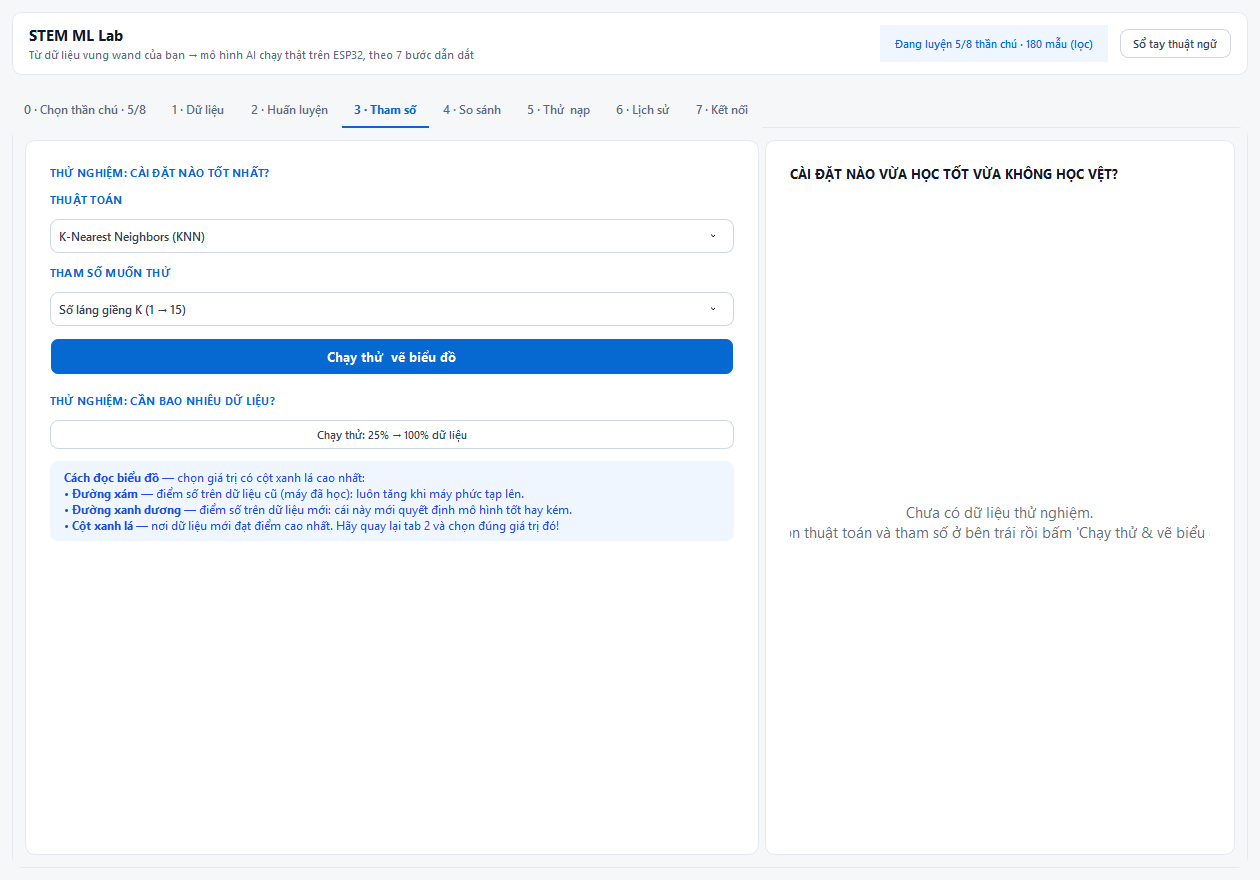 STEM ML Lab
Từ dữ liệu vung wand của bạn → mô hình AI chạy thật trên ESP32, theo 7 bước dẫn dắt
Đang luyện 5/8 thần chú · 180 mẫu (lọc)
Sổ tay thuật ngữ
0 · Chọn thần chú · 5/8
1 · Dữ liệu
2 · Huấn luyện
3 · Tham số
4 · So sánh
5 · Thử  nạp
6 · Lịch sử
7 · Kết nối
THỬ NGHIỆM: CÀI ĐẶT NÀO TỐT NHẤT?
THUẬT TOÁN
K-Nearest Neighbors (KNN)
THAM SỐ MUỐN THỬ
Số láng giềng K (1 → 15)
Chạy thử  vẽ biểu đồ
THỬ NGHIỆM: CẦN BAO NHIÊU DỮ LIỆU?
Chạy thử: 25% → 100% dữ liệu
Cách đọc biểu đồ — chọn giá trị có cột xanh lá cao nhất:
• Đường xám — điểm số trên dữ liệu cũ (máy đã học): luôn tăng khi máy phức tạp lên.
• Đường xanh dương — điểm số trên dữ liệu mới: cái này mới quyết định mô hình tốt hay kém.
• Cột xanh lá — nơi dữ liệu mới đạt điểm cao nhất. Hãy quay lại tab 2 và chọn đúng giá trị đó!
CÀI ĐẶT NÀO VỪA HỌC TỐT VỪA KHÔNG HỌC VẸT?
Chưa có dữ liệu thử nghiệm.
ọn thuật toán và tham số ở bên trái rồi bấm 'Chạy thử & vẽ biểu